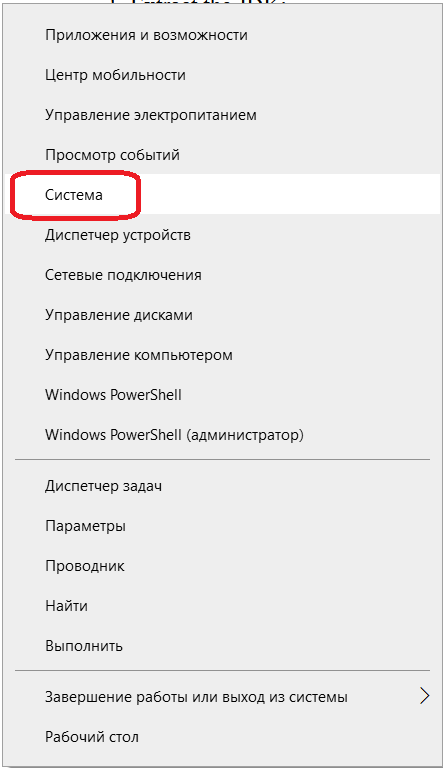 Приложения и возможности
Центр мобильности
Управление электропитанием
Просмотр событий
Система
Диспетчер устройств
Сетевые подключения
Управление дисками
Управление компьютером
Windows PowerShell
Windows PowerShell (администратор)
Диспетчер задач
Параметры
Проводник
Найти
Выполнить
Завершение работы или выход из системы
Рабочий стол